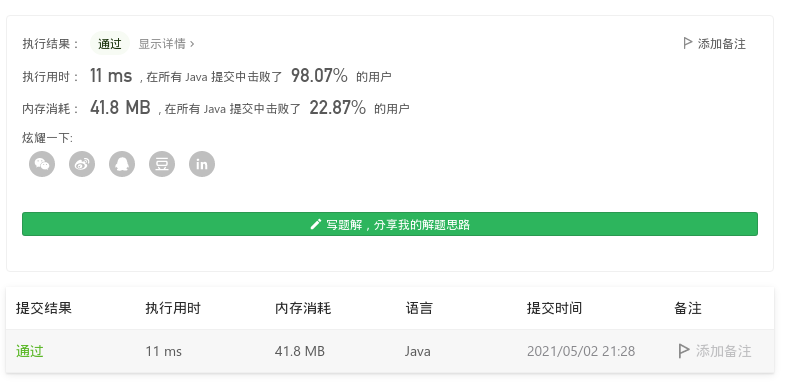 执行结果： 通过 显示详情 › 添加备注
执行用时： 11 ms , 在所有 Java 提交中击败了 98.07% 的用户
内存消耗： 41.8 MB , 在所有 Java 提交中击败了 22.87% 的用户
炫耀一下:
写题解，分享我的解题思路
提交结果 执行用时 内存消耗 语言 提交时间 备注
通过 11 ms 41.8 MB Java 2021/05/02 21:28 添加备注